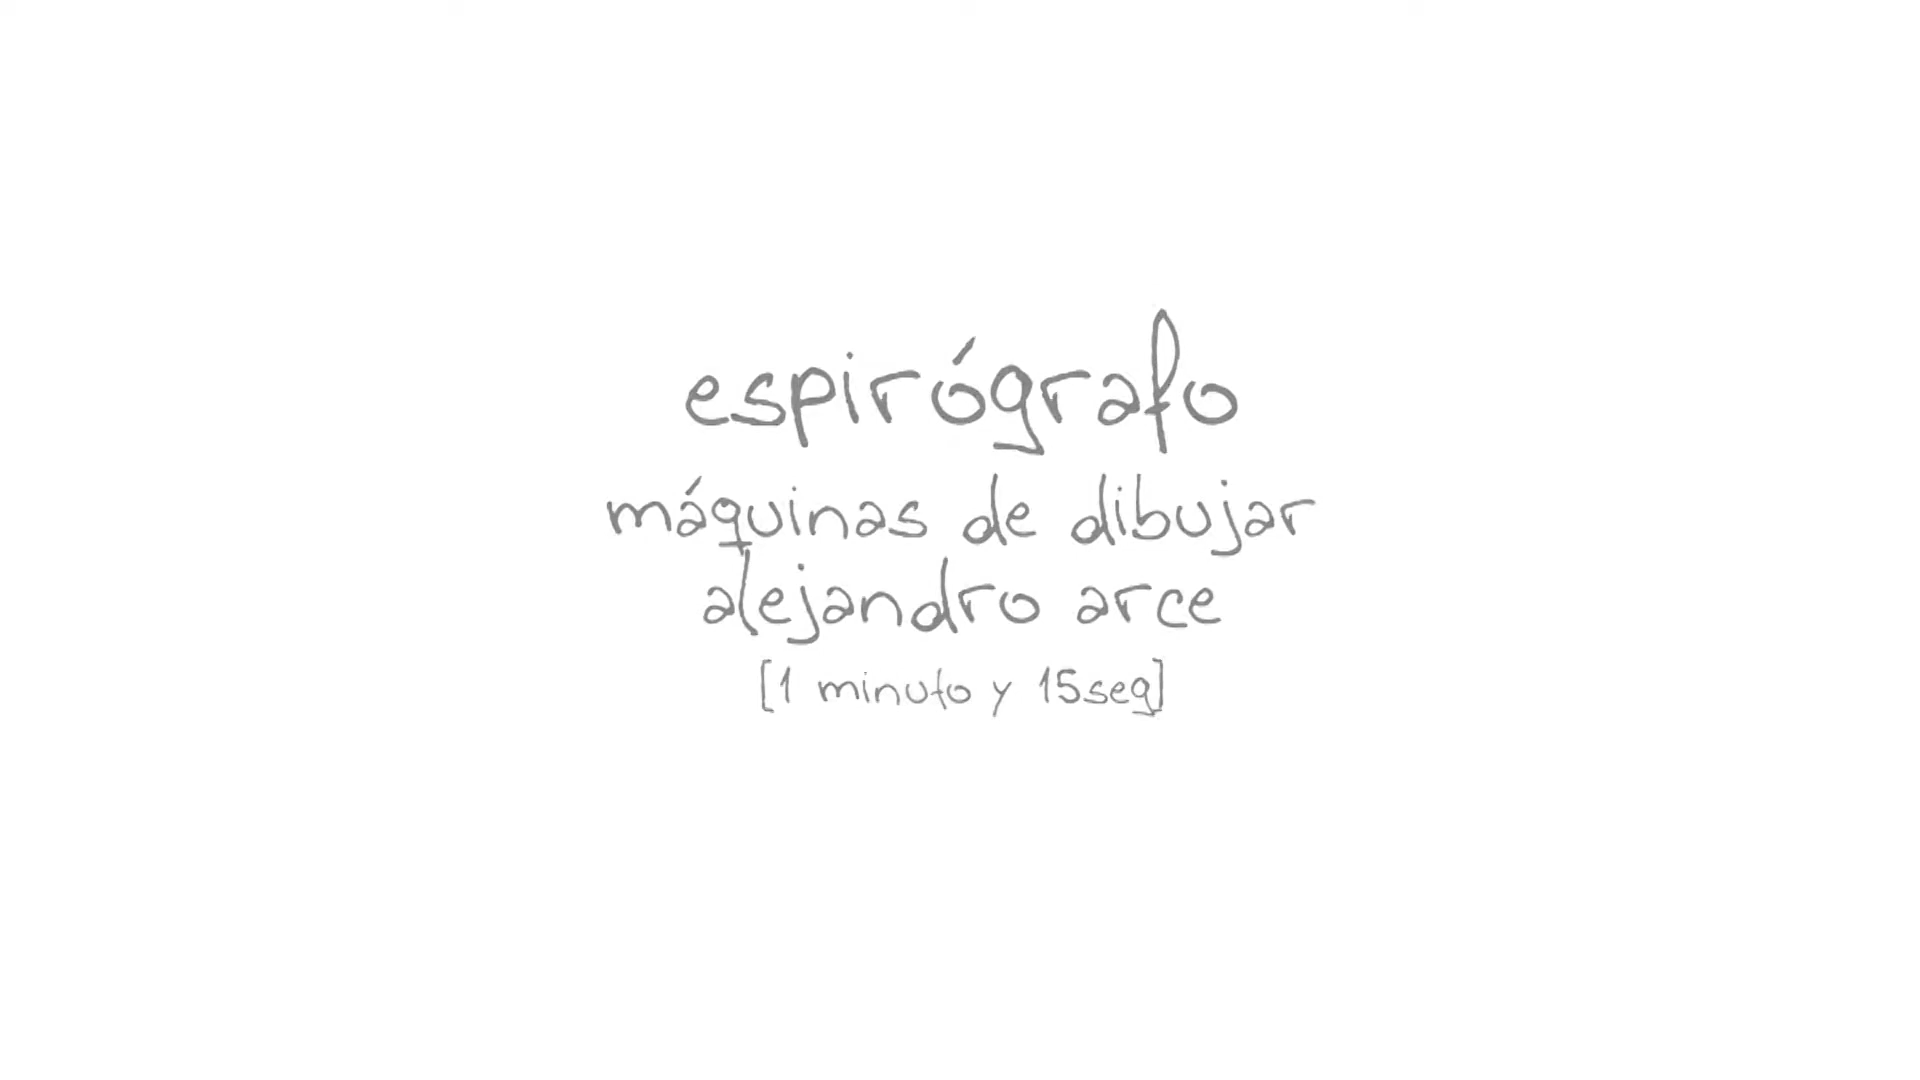 espirógrafo
máquinas de dibujar
alejandro arce
[1 minuto y 15seg]